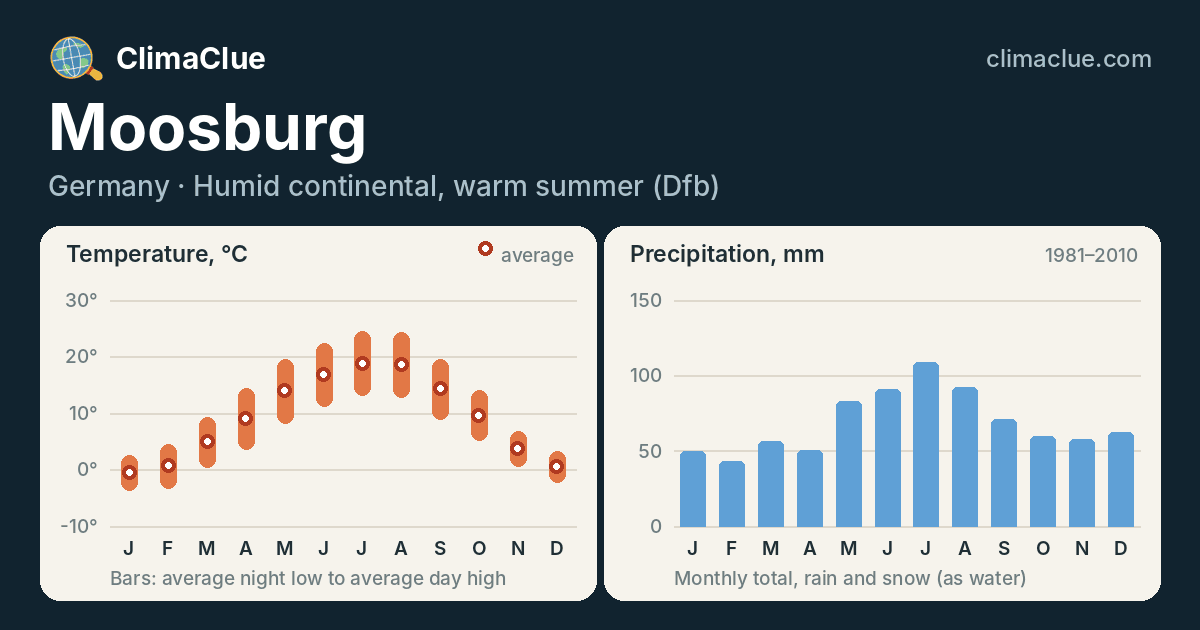 ClimaClue
climaclue.com
Moosburg
Germany · Humid continental, warm summer (Dfb)
Temperature, °C
average
30°
20°
10°
0°
-10°
J F M A M J J A S O N D
Bars: average night low to average day high
Precipitation, mm
1981–2010
150
100
50
0
J F M A M J J A S O N D
Monthly total, rain and snow (as water)